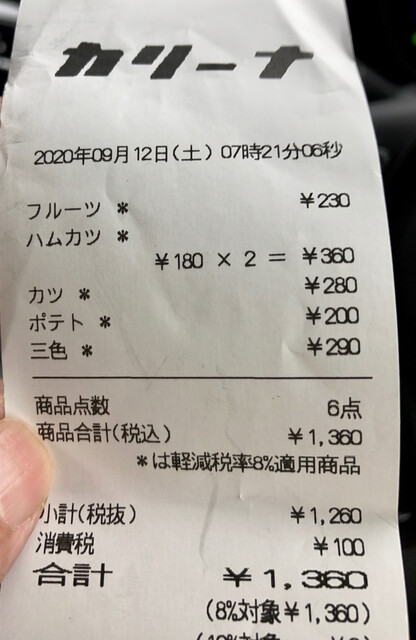 カリーナ
2020年09月12日(土) 07時21分06秒
フルーツ * ¥230
ハムカツ *
¥180 × 2 = ¥360
カツ * ¥280
ポテト * ¥200
三色 * ¥290
商品点数 6点
商品合計(税込) ¥1,360
*は軽減税率8%適用商品
小計(税抜) ¥1,260
消費税 ¥100
合計 ¥1,360
(8%対象¥1,360)